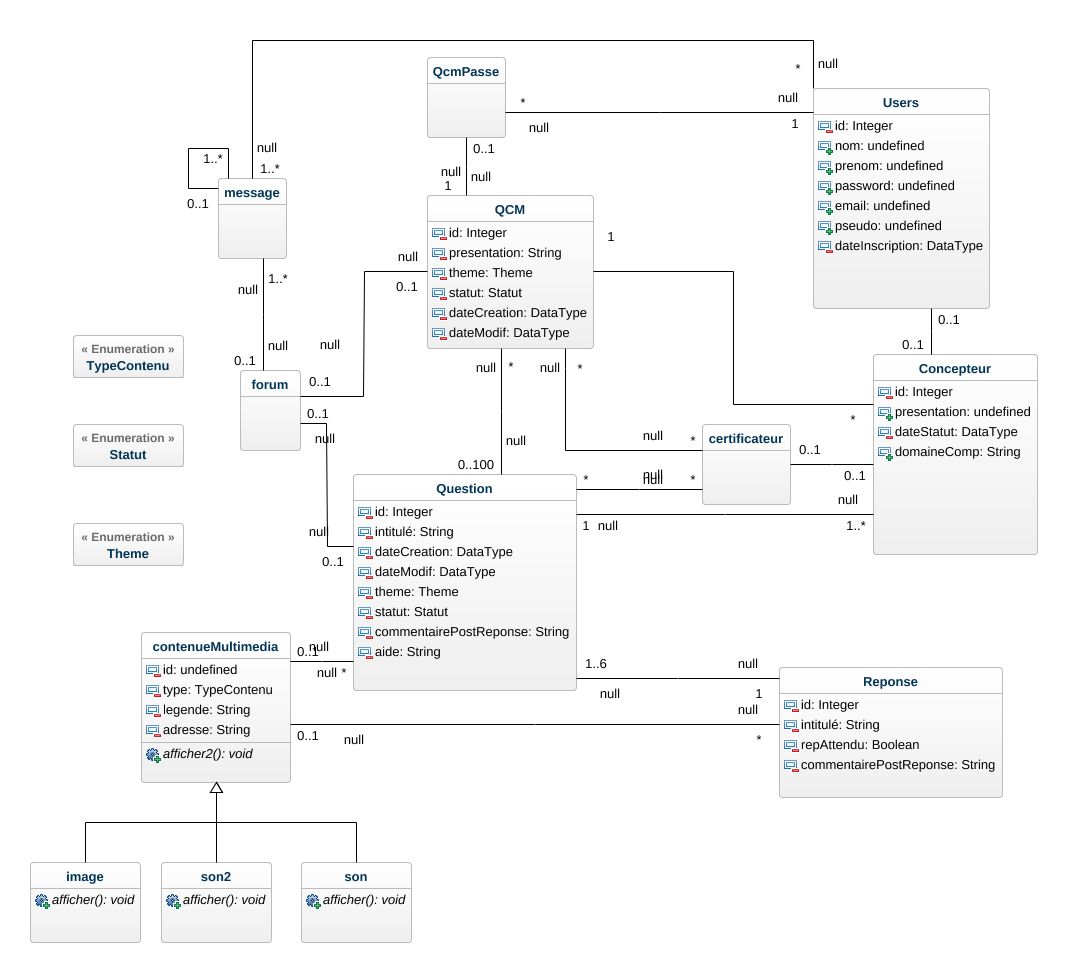 null
*
QcmPasse
*
null
null
1
Users
id: Integer
nom: undefined
prenom: undefined
password: undefined
email: undefined
pseudo: undefined
dateInscription: DataType
0..1
null
null
1
null
1..*
1..*
0..1
message
QCM
id: Integer
presentation: String
theme: Theme
statut: Statut
dateCreation: DataType
dateModif: DataType
1
null
0..1
null
1..*
null
0..1
null
0..1
0..1
0..1
« Enumeration »
TypeContenu
forum
0..1
null
null
*
null
*
Concepteur
id: Integer
presentation: undefined
dateStatut: DataType
domaineComp: String
*
certificateur
null
*
0..1
0..1
« Enumeration »
Statut
null
0..100
*
null
null
*
null
1
null
1..*
Question
id: Integer
intitulé: String
dateCreation: DataType
dateModif: DataType
theme: Theme
statut: Statut
commentairePostReponse: String
aide: String
null
0..1
« Enumeration »
Theme
contenueMultimedia
id: undefined
type: TypeContenu
legende: String
adresse: String
afficher2(): void
0..1
null
null
*
1..6
null
null
1
Reponse
id: Integer
intitulé: String
repAttendu: Boolean
commentairePostReponse: String
null
0..1
null
*
image
afficher(): void
son2
afficher(): void
son
afficher(): void